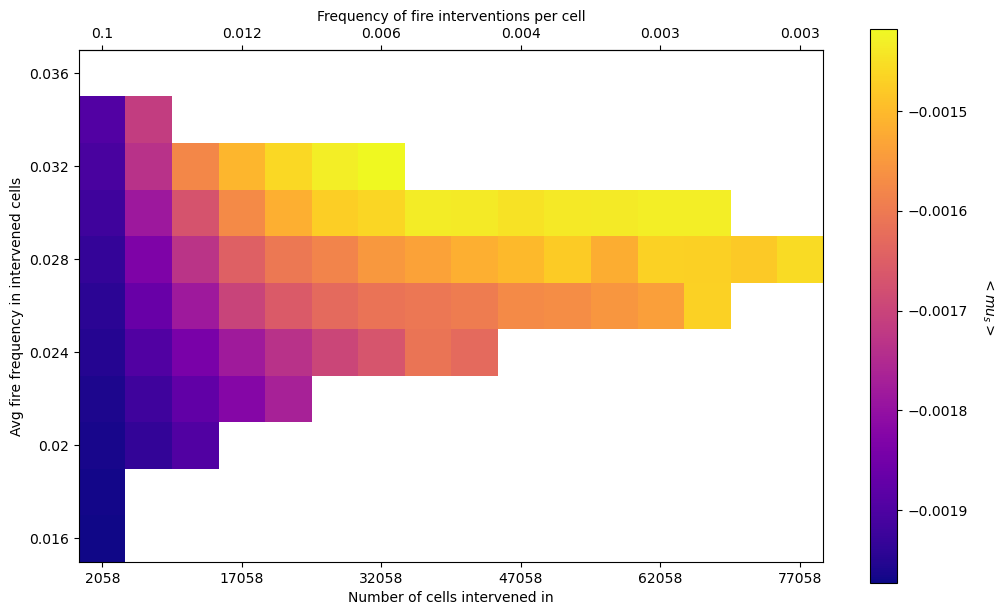 Frequency of fire interventions per cell
0.1 0.012 0.006 0.004 0.003 0.003
0.036
0.032
0.028
0.024
0.02
0.016
Avg fire frequency in intervened cells
2058 17058 32058 47058 62058 77058
Number of cells intervened in
−0.0015
−0.0016
−0.0017
−0.0018
−0.0019
< mu_s >